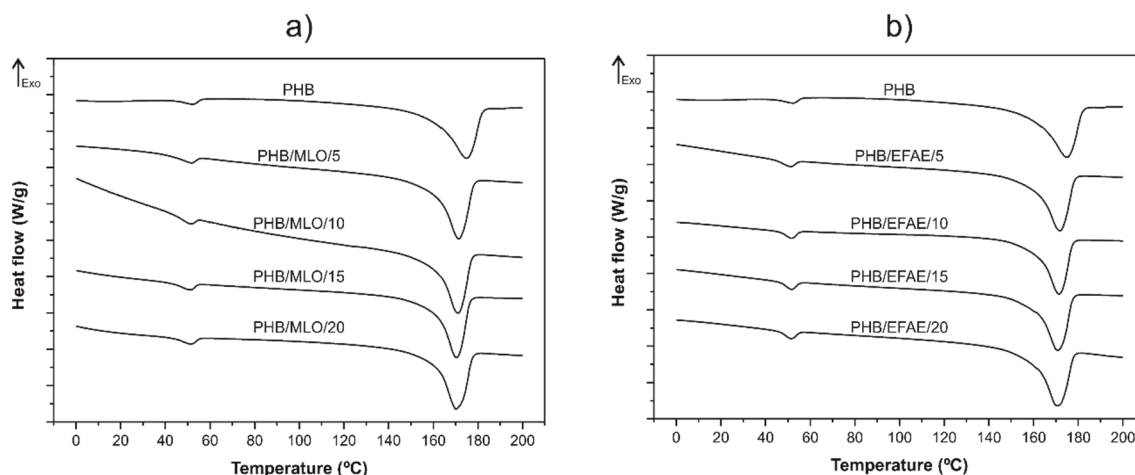 a)
↑Exo
PHB
PHB/MLO/5
PHB/MLO/10
PHB/MLO/15
PHB/MLO/20
Heat flow (W/g)
0 20 40 60 80 100 120 140 160 180 200
Temperature (ºC)
b)
↑Exo
PHB
PHB/EFAE/5
PHB/EFAE/10
PHB/EFAE/15
PHB/EFAE/20
Heat flow (W/g)
0 20 40 60 80 100 120 140 160 180 200
Temperature (ºC)